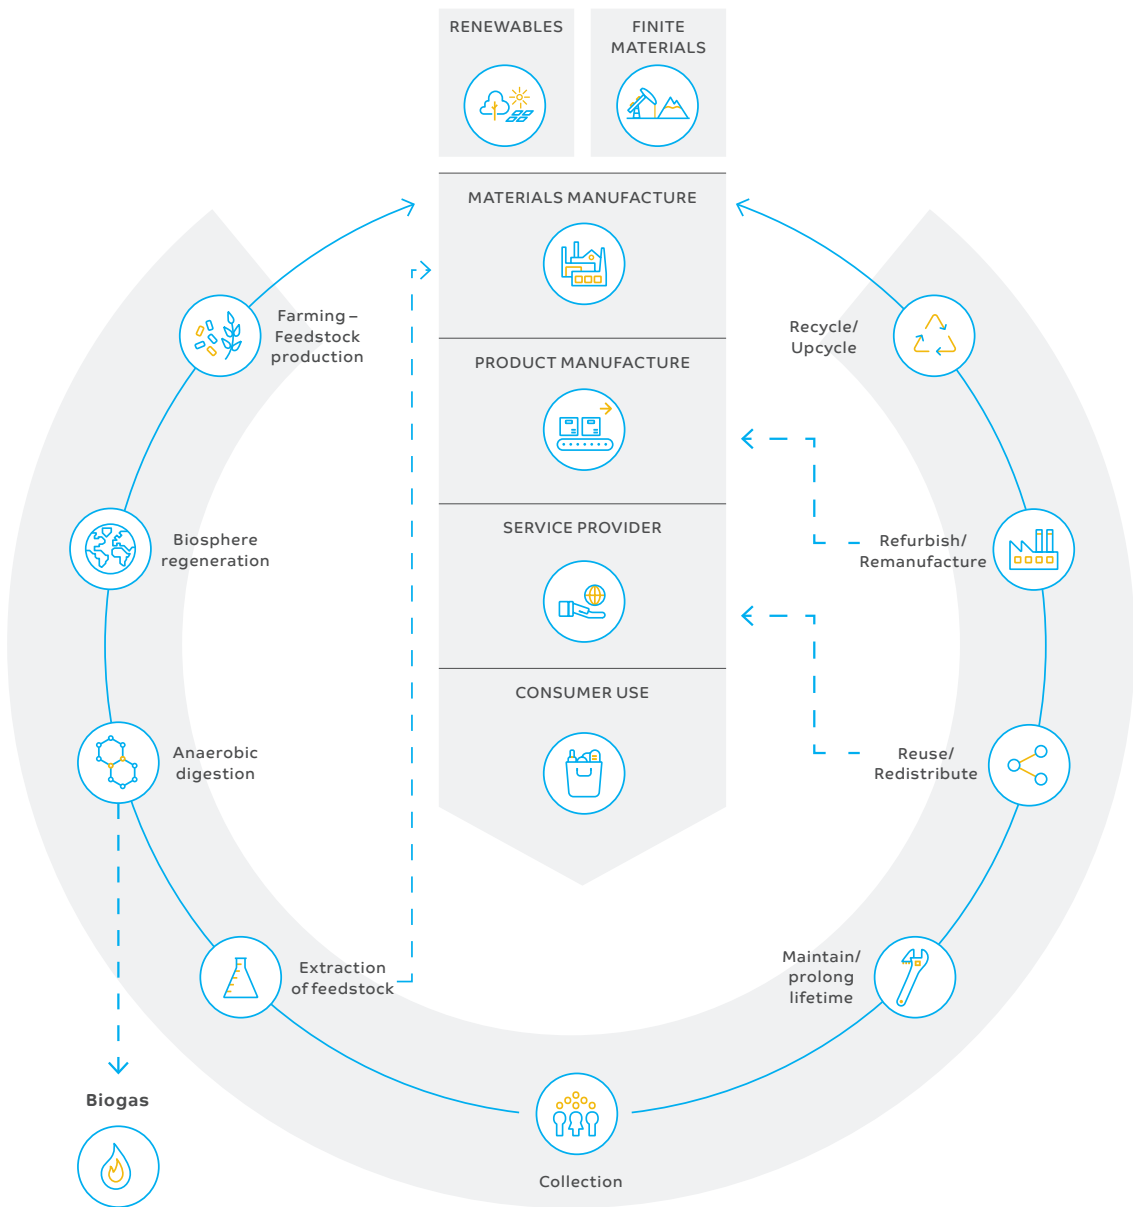 RENEWABLES
FINITE
MATERIALS
MATERIALS MANUFACTURE
PRODUCT MANUFACTURE
SERVICE PROVIDER
CONSUMER USE
Farming –
Feedstock
production
Biosphere
regeneration
Anaerobic
digestion
Extraction
of feedstock
Biogas
Collection
Recycle/
Upcycle
Refurbish/
Remanufacture
Reuse/
Redistribute
Maintain/
prolong
lifetime